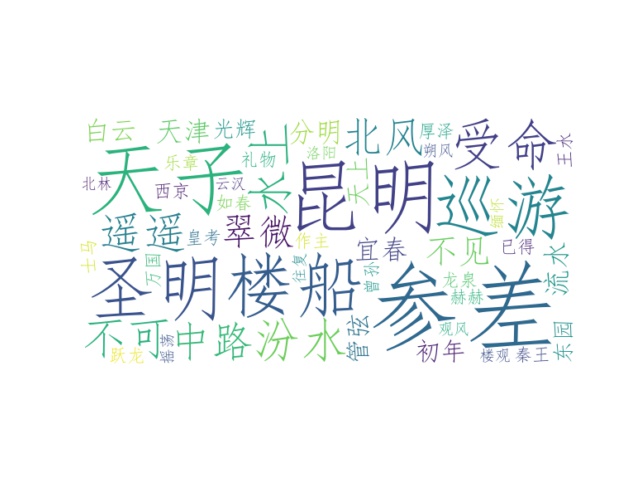 白云
天津
光辉
分明
北风
厚泽
受命
王水
乐章
礼物
洛阳
朔风
天子
水上
天上
昆明
巡游
缅怀
北林
西京
云汉
如春
遥遥
皇考
翠微
作主
宜春
不见
已得
流水
士马
万国
往复
曾孙
龙泉
赫赫
圣明
楼船
参差
观风
不可
中路
汾水
管弦
初年
楼观
秦王
东园
跃龙
摇荡